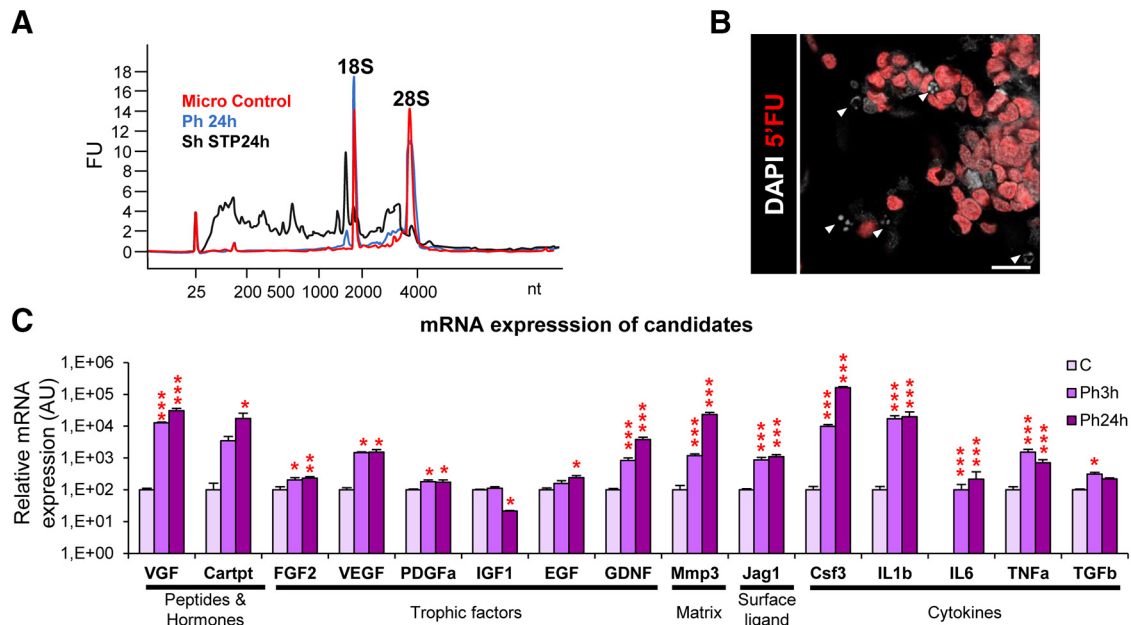 A
18
16
14
12
10
8
6
4
2
0
FU
Micro Control
Ph 24h
Sh STP24h
18S
28S
25 200 500 1000 2000 4000 nt
B
DAPI 5'FU
C
mRNA expresssion of candidates
Relative mRNA
expression (AU)
1,E+06
1,E+05
1,E+04
1,E+03
1,E+02
1,E+01
1,E+00
*** *** * * ** * * * * * * *** *** *** *** *** *** *** *** *** *** *** *** *** *** *
C
Ph3h
Ph24h
VGF Cartpt FGF2 VEGF PDGFa IGF1 EGF GDNF Mmp3 Jag1 Csf3 IL1b IL6 TNFa TGFb
Peptides &
Hormones
Trophic factors
Matrix
Surface
ligand
Cytokines